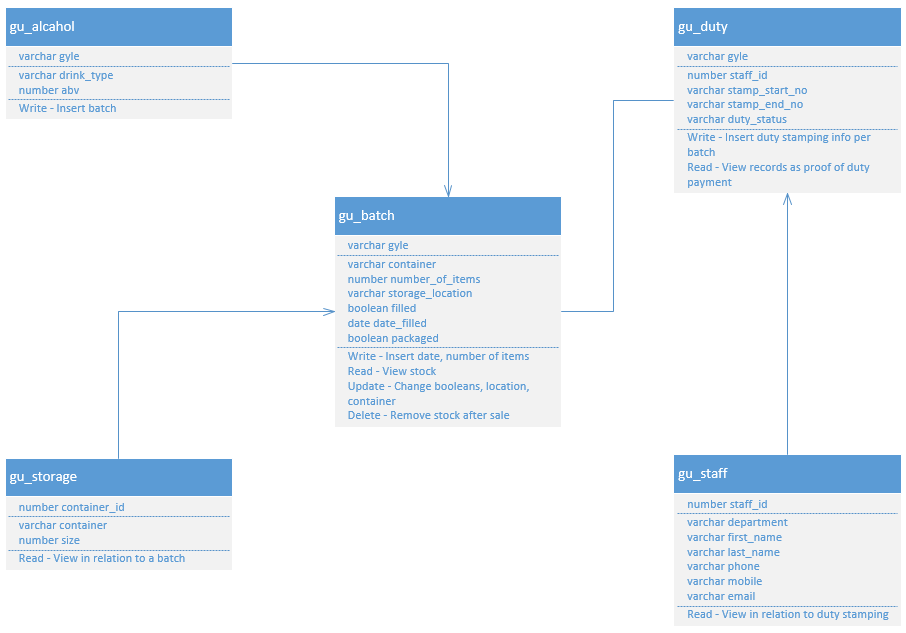 gu_alcahol
varchar gyle
varchar drink_type
number abv
Write - Insert batch
gu_duty
varchar gyle
number staff_id
varchar stamp_start_no
varchar stamp_end_no
varchar duty_status
Write - Insert duty stamping info per
batch
Read - View records as proof of duty
payment
gu_batch
varchar gyle
varchar container
number number_of_items
varchar storage_location
boolean filled
date date_filled
boolean packaged
Write - Insert date, number of items
Read - View stock
Update - Change booleans, location,
container
Delete - Remove stock after sale
gu_storage
number container_id
varchar container
number size
Read - View in relation to a batch
gu_staff
number staff_id
varchar department
varchar first_name
varchar last_name
varchar phone
varchar mobile
varchar email
Read - View in relation to duty stamping